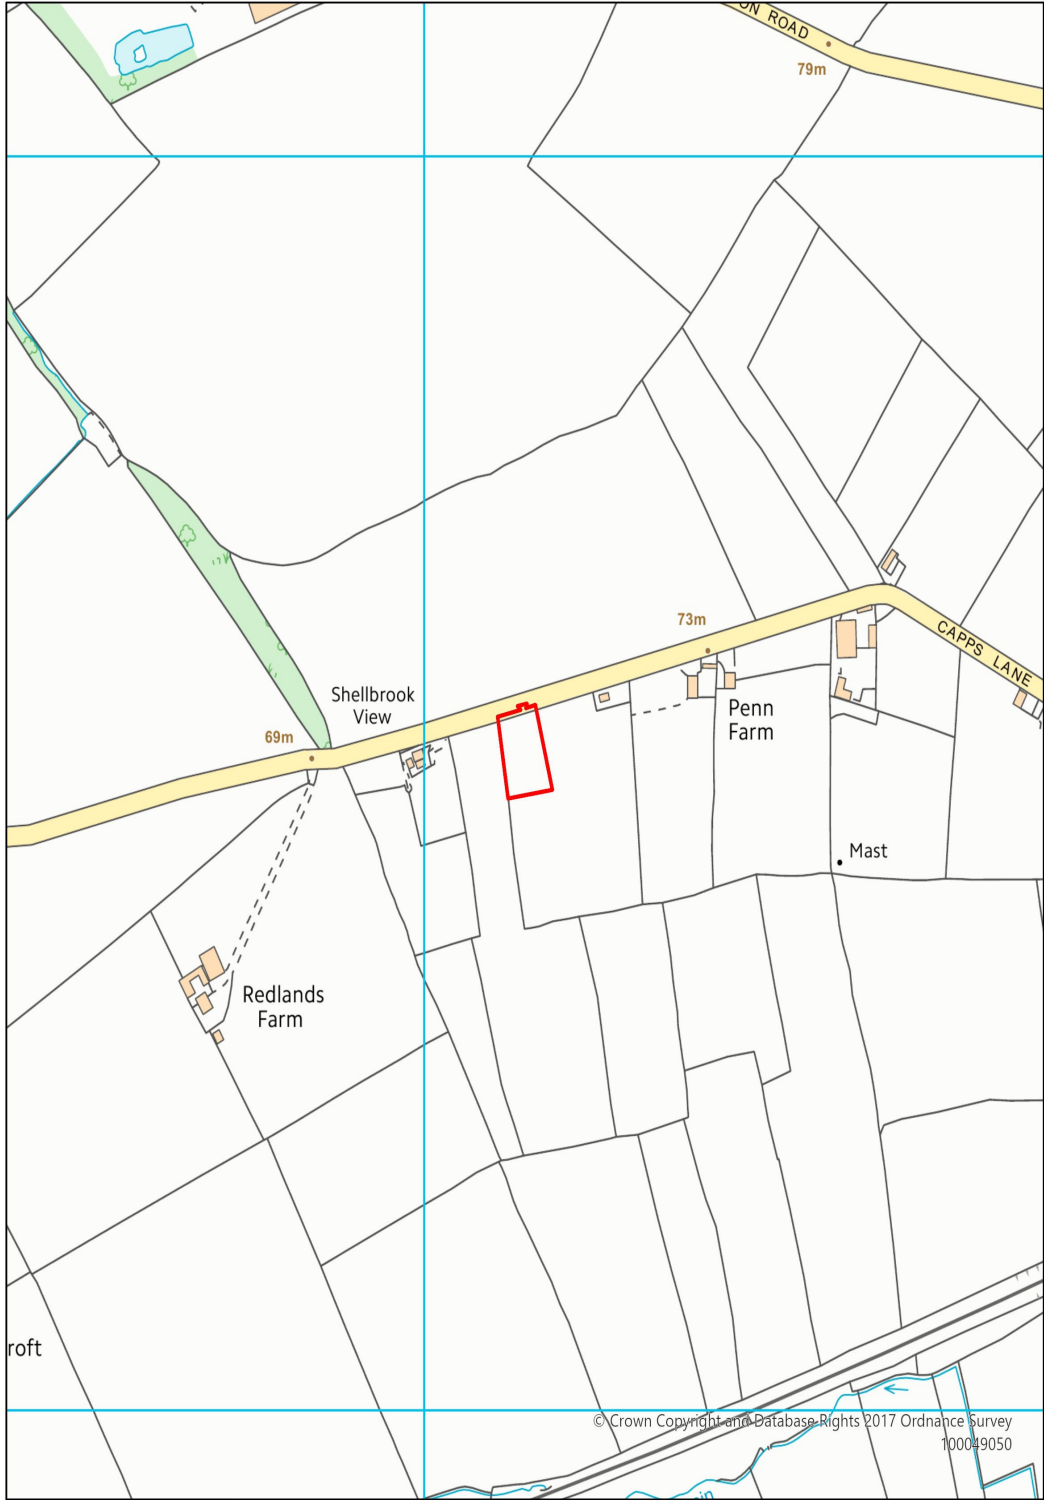 ON ROAD
79m
73m
CAPPS LANE
Shellbrook
View
69m
Penn
Farm
Mast
Redlands
Farm
roft
© Crown Copyright and Database Rights 2017 Ordnance Survey
100049050